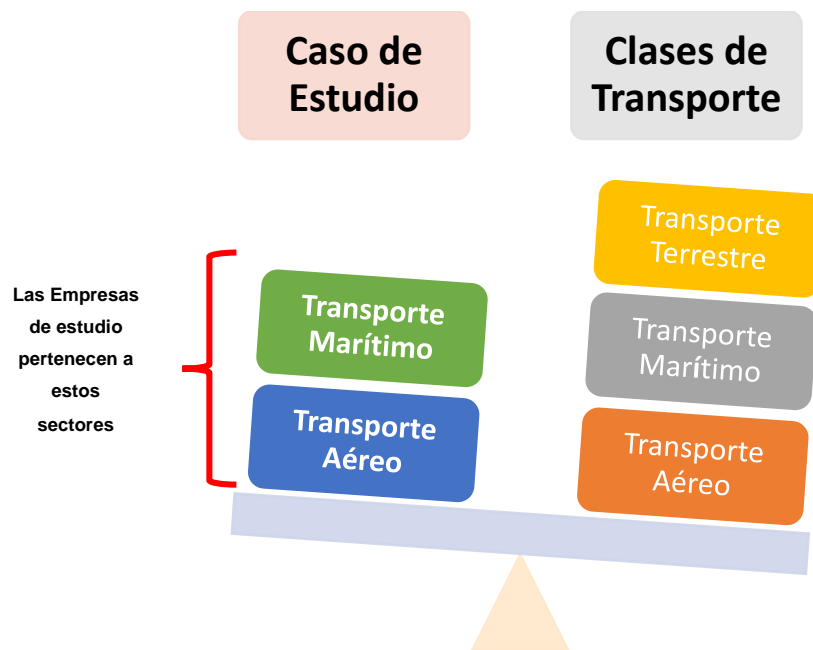 Caso de
Estudio
Clases de
Transporte
Transporte
Terrestre
Las Empresas
de estudio
pertenecen a
estos
sectores
Transporte
Marítimo
Transporte
Aéreo
Transporte
Marítimo
Transporte
Aéreo